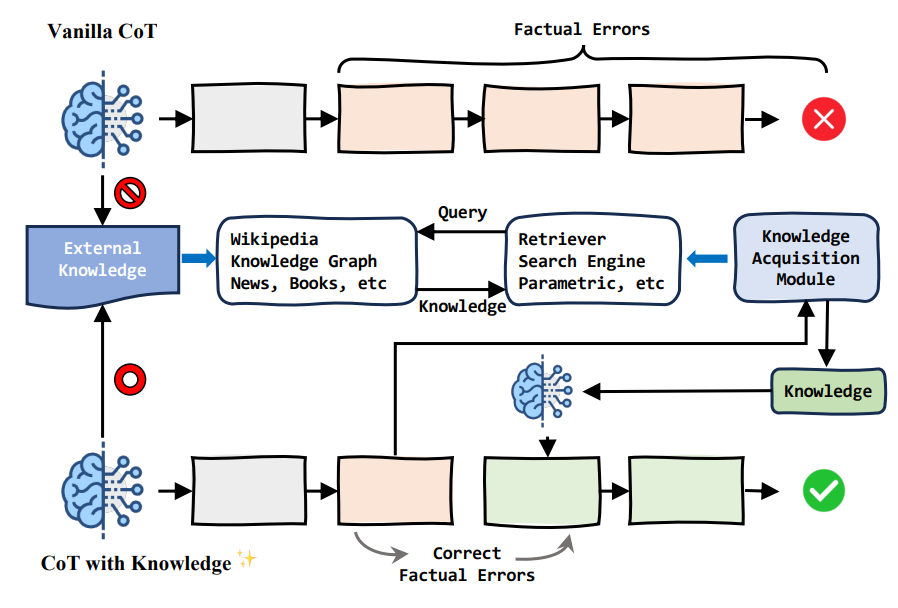 Vanilla CoT
Factual Errors
External
Knowledge
Wikipedia
Knowledge Graph
News, Books, etc
Query
Knowledge
Retriever
Search Engine
Parametric, etc
Knowledge
Acquisition
Module
Knowledge
CoT with Knowledge
Correct
Factual Errors